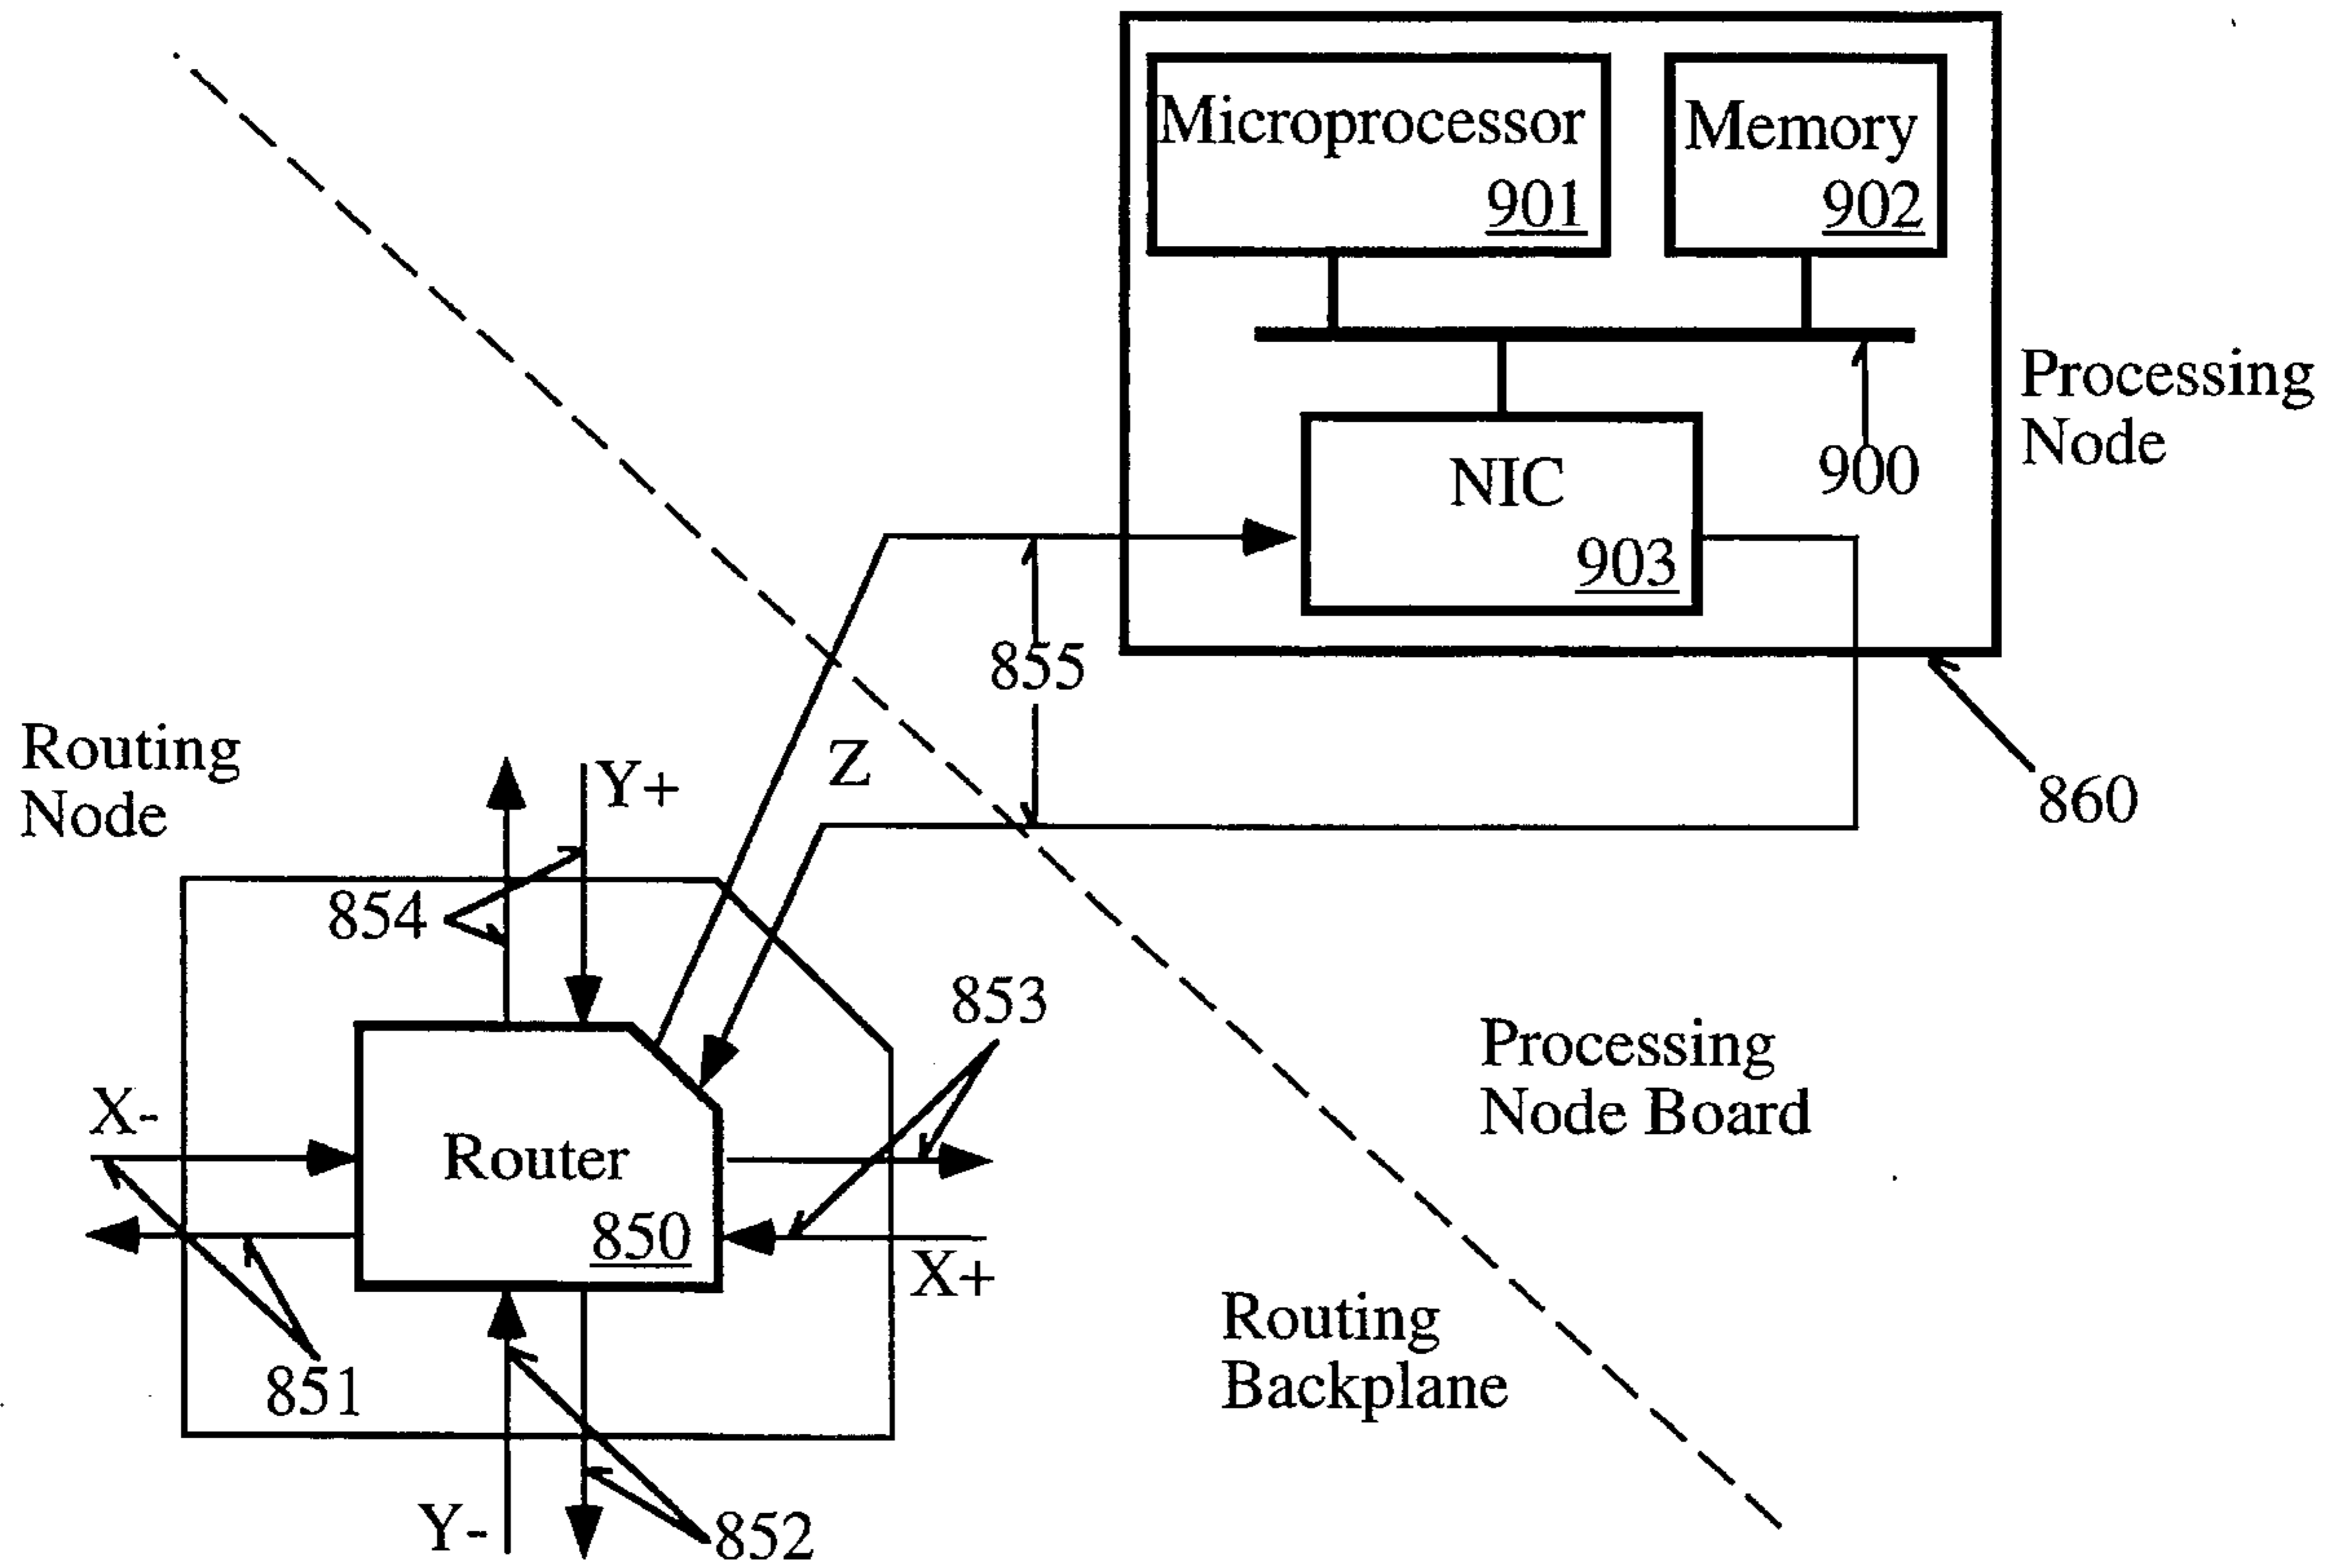 Microprocessor
901
Memory
902
Processing
Node
900
NIC
903
855
860
Z
Routing
Node
Y+
854
853
X-
Router
850
X+
851
Y-
852
Processing
Node Board
Routing
Backplane